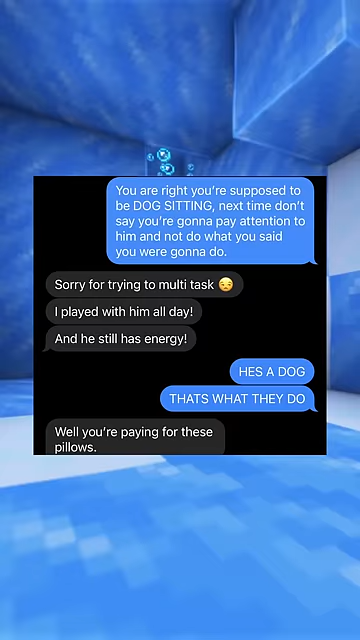 You are right you’re supposed to
be DOG SITTING, next time don’t
say you’re gonna pay attention to
him and not do what you said
you were gonna do.
Sorry for trying to multi task 😒
I played with him all day!
And he still has energy!
HES A DOG
THATS WHAT THEY DO
Well you’re paying for these
pillows.